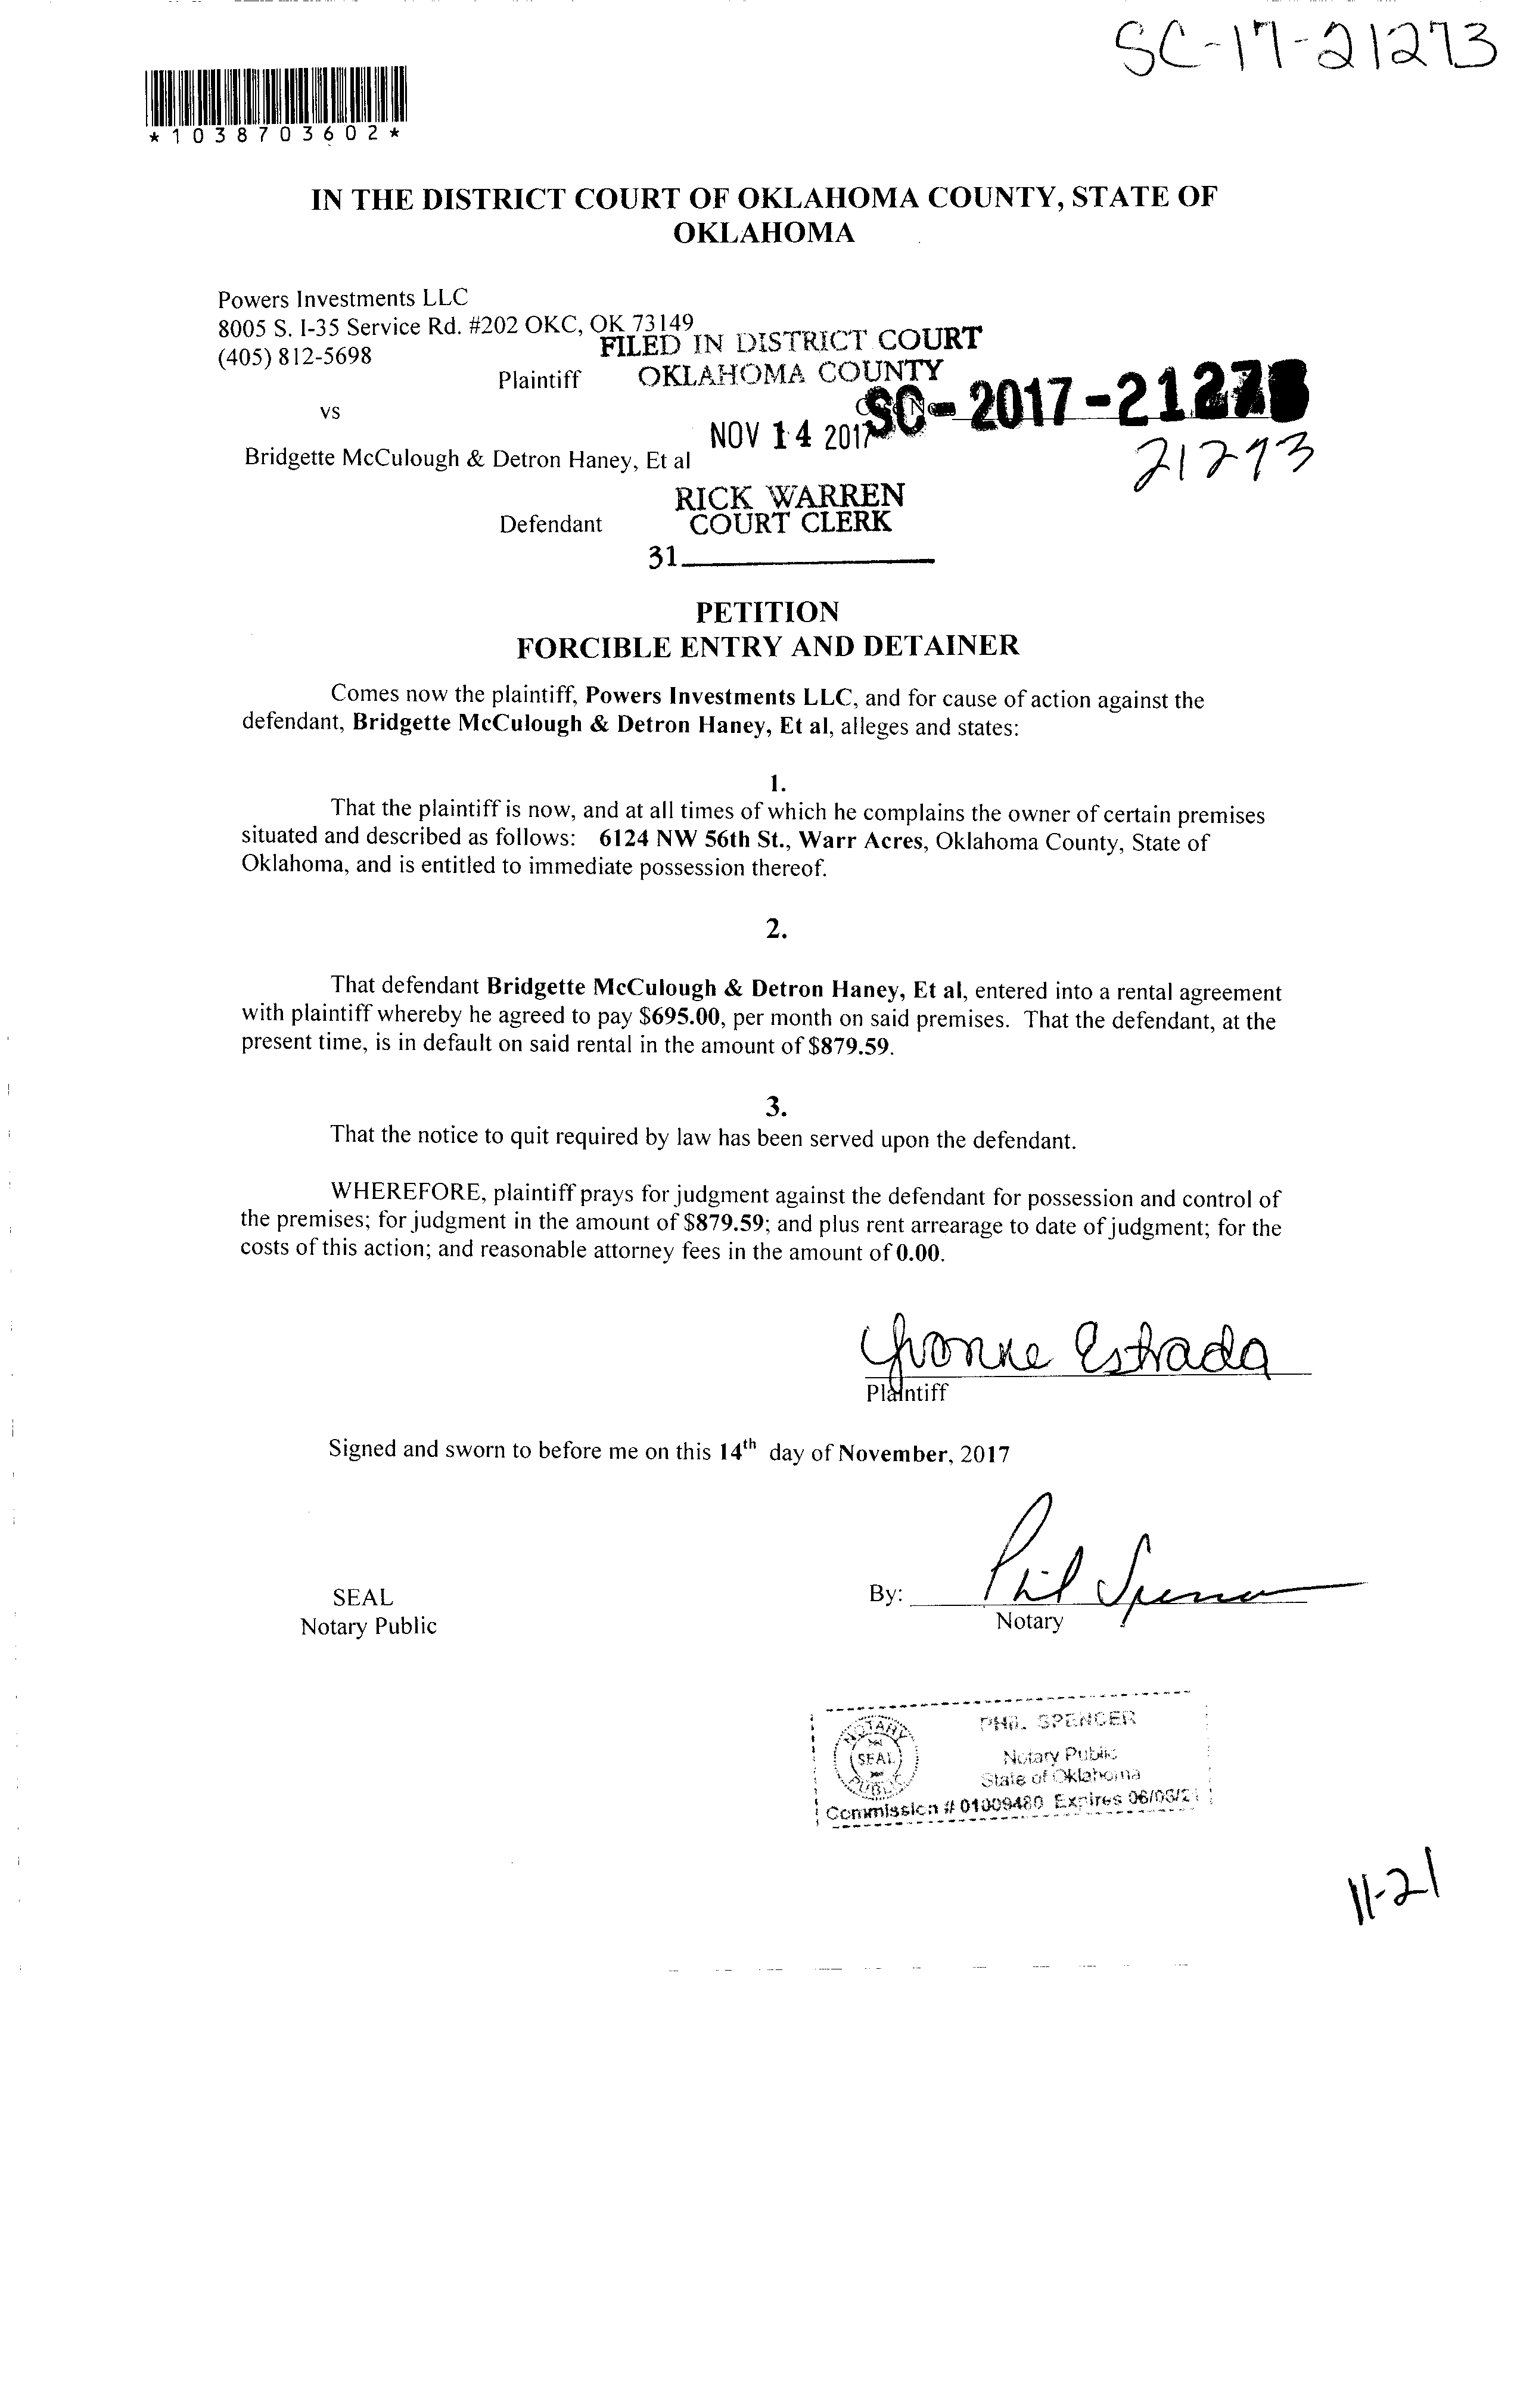 SC-17-21273
*1038703602*
IN THE DISTRICT COURT OF OKLAHOMA COUNTY, STATE OF
OKLAHOMA
Powers Investments LLC
8005 S. I-35 Service Rd. #202 OKC, OK 73149
(405) 812-5698
FILED IN DISTRICT COURT
Plaintiff
OKLAHOMA COUNTY
SC-2017-2127
vs
NOV 14 2017
21273
Bridgette McCulough & Detron Haney, Et al
RICK WARREN
Defendant
COURT CLERK
31
PETITION
FORCIBLE ENTRY AND DETAINER
Comes now the plaintiff, Powers Investments LLC, and for cause of action against the
defendant, Bridgette McCulough & Detron Haney, Et al, alleges and states:
1.
That the plaintiff is now, and at all times of which he complains the owner of certain premises
situated and described as follows: 6124 NW 56th St., Warr Acres, Oklahoma County, State of
Oklahoma, and is entitled to immediate possession thereof.
2.
That defendant Bridgette McCulough & Detron Haney, Et al, entered into a rental agreement
with plaintiff whereby he agreed to pay $695.00, per month on said premises. That the defendant, at the
present time, is in default on said rental in the amount of $879.59.
3.
That the notice to quit required by law has been served upon the defendant.
WHEREFORE, plaintiff prays for judgment against the defendant for possession and control of
the premises; for judgment in the amount of $879.59; and plus rent arrearage to date of judgment; for the
costs of this action; and reasonable attorney fees in the amount of 0.00.
Yvonne Estrada
Plaintiff
Signed and sworn to before me on this 14th day of November, 2017
Phil Spencer
SEAL
By:
Notary Public
Notary
PHIL SPENCER
NOTARY
SEAL
PUBLIC
Notary Public
State of Oklahoma
Commission # 01009480 Expires 06/03/21
11-21